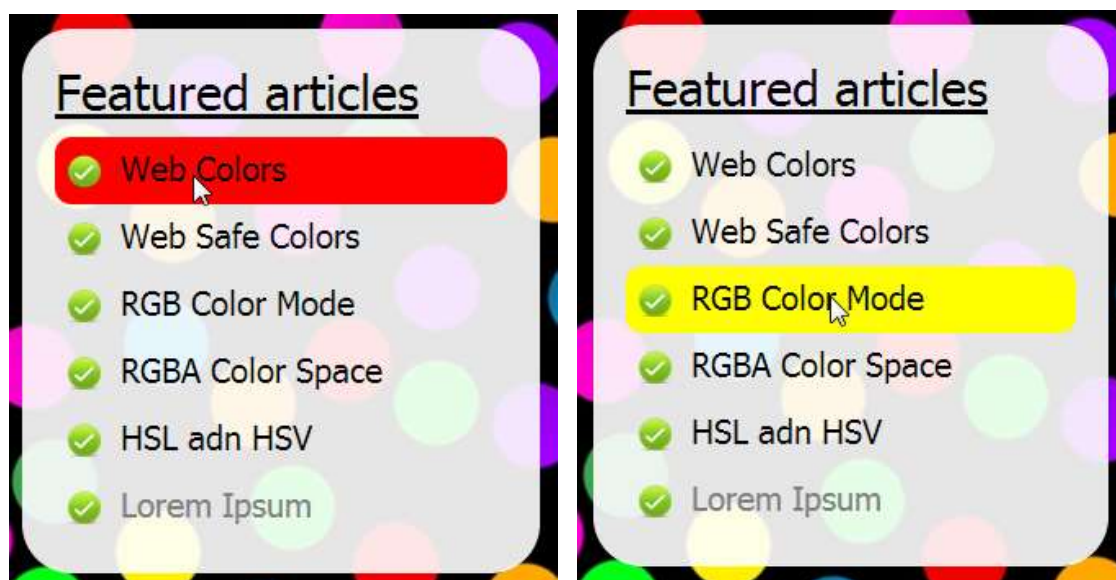 Featured articles
Web Colors
Web Safe Colors
RGB Color Mode
RGBA Color Space
HSL adn HSV
Lorem Ipsum
Featured articles
Web Colors
Web Safe Colors
RGB Color Mode
RGBA Color Space
HSL adn HSV
Lorem Ipsum